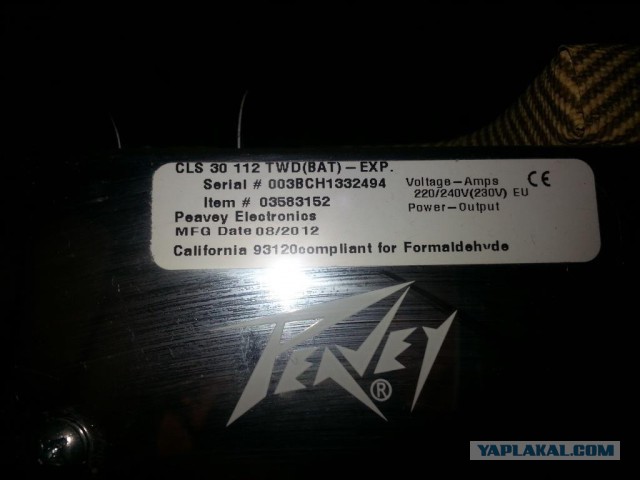 CLS 30 112 TWD(BAT)-EXP.
Serial # 003BCH1332494
Item # 03583152
Peavey Electronics
MFG Date 08/2012
Voltage-Amps
220/240V(230V) EU
Power-Output
CE
California 93120compliant for Formaldehyde
PEAVEY
®
YAPLAKAL.COM